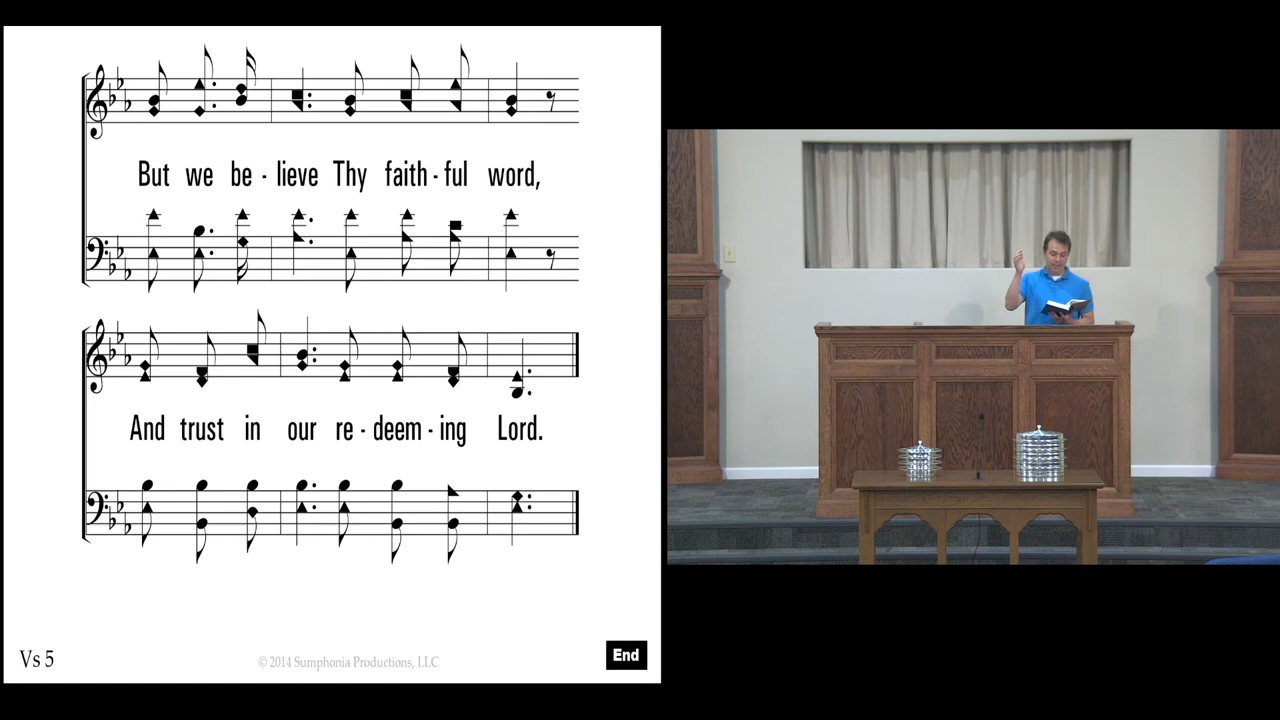 But we be - lieve Thy faith - ful word,
And trust in our re - deem - ing Lord.
Vs 5
© 2014 Sumphonia Productions, LLC
End